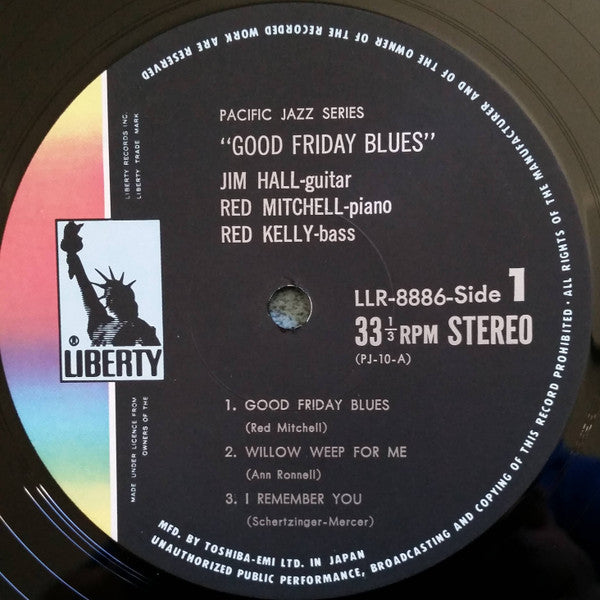 PACIFIC JAZZ SERIES
"GOOD FRIDAY BLUES"
JIM HALL-guitar
RED MITCHELL-piano
RED KELLY-bass
LLR-8886-Side 1
33 1/3 RPM STEREO
(PJ-10-A)
1. GOOD FRIDAY BLUES
(Red Mitchell)
2. WILLOW WEEP FOR ME
(Ann Ronnell)
3. I REMEMBER YOU
(Schertzinger-Mercer)
LIBERTY RECORDS INC.
LIBERTY TRADE MARK
®
LIBERTY
MADE UNDER LICENCE FROM
OWNERS OF THE
MFD. BY TOSHIBA-EMI LTD. IN JAPAN
ALL RIGHTS OF THE MANUFACTURER AND OF THE OWNER OF THE RECORDED WORK ARE RESERVED
UNAUTHORIZED PUBLIC PERFORMANCE, BROADCASTING AND COPYING OF THIS RECORD PROHIBITED ·